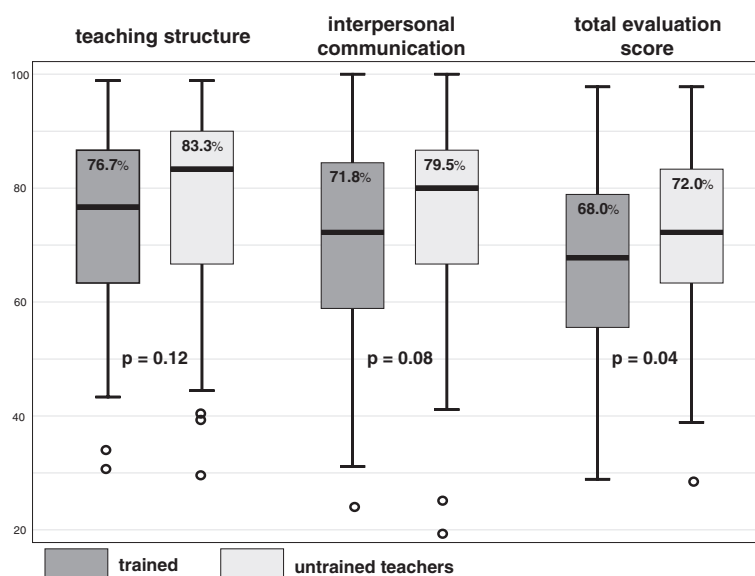 teaching structure
interpersonal
communication
total evaluation
score
100
80
60
40
20
76.7%
83.3%
71.8%
79.5%
68.0%
72.0%
p = 0.12
p = 0.08
p = 0.04
trained
untrained teachers